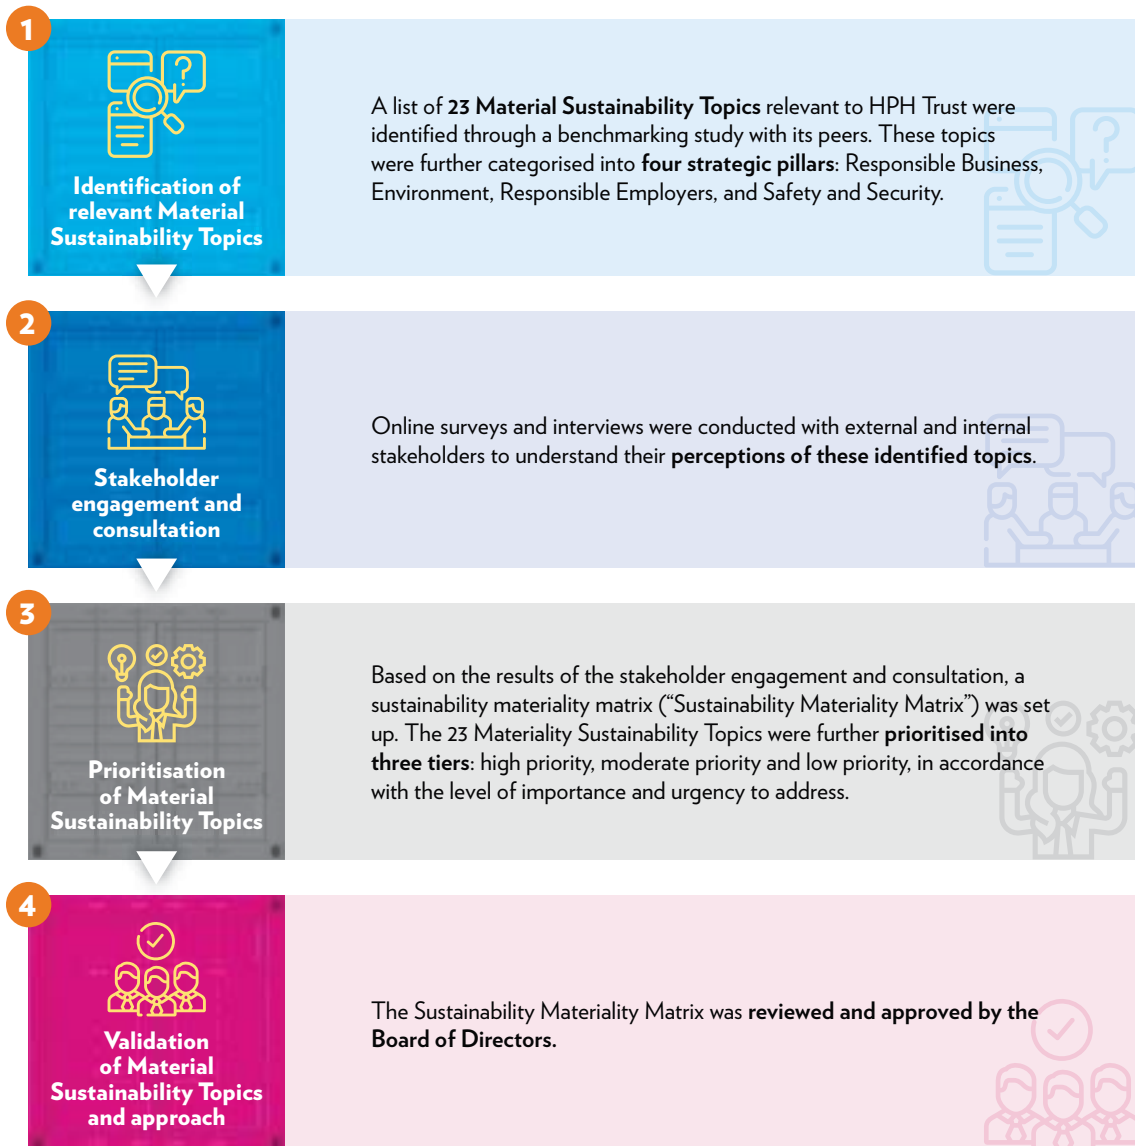 1
Identification of
relevant Material
Sustainability Topics
A list of 23 Material Sustainability Topics relevant to HPH Trust were
identified through a benchmarking study with its peers. These topics
were further categorised into four strategic pillars: Responsible Business,
Environment, Responsible Employers, and Safety and Security.
2
Stakeholder
engagement and
consultation
Online surveys and interviews were conducted with external and internal
stakeholders to understand their perceptions of these identified topics.
3
Prioritisation
of Material
Sustainability Topics
Based on the results of the stakeholder engagement and consultation, a
sustainability materiality matrix (“Sustainability Materiality Matrix”) was set
up. The 23 Materiality Sustainability Topics were further prioritised into
three tiers: high priority, moderate priority and low priority, in accordance
with the level of importance and urgency to address.
4
Validation
of Material
Sustainability Topics
and approach
The Sustainability Materiality Matrix was reviewed and approved by the
Board of Directors.